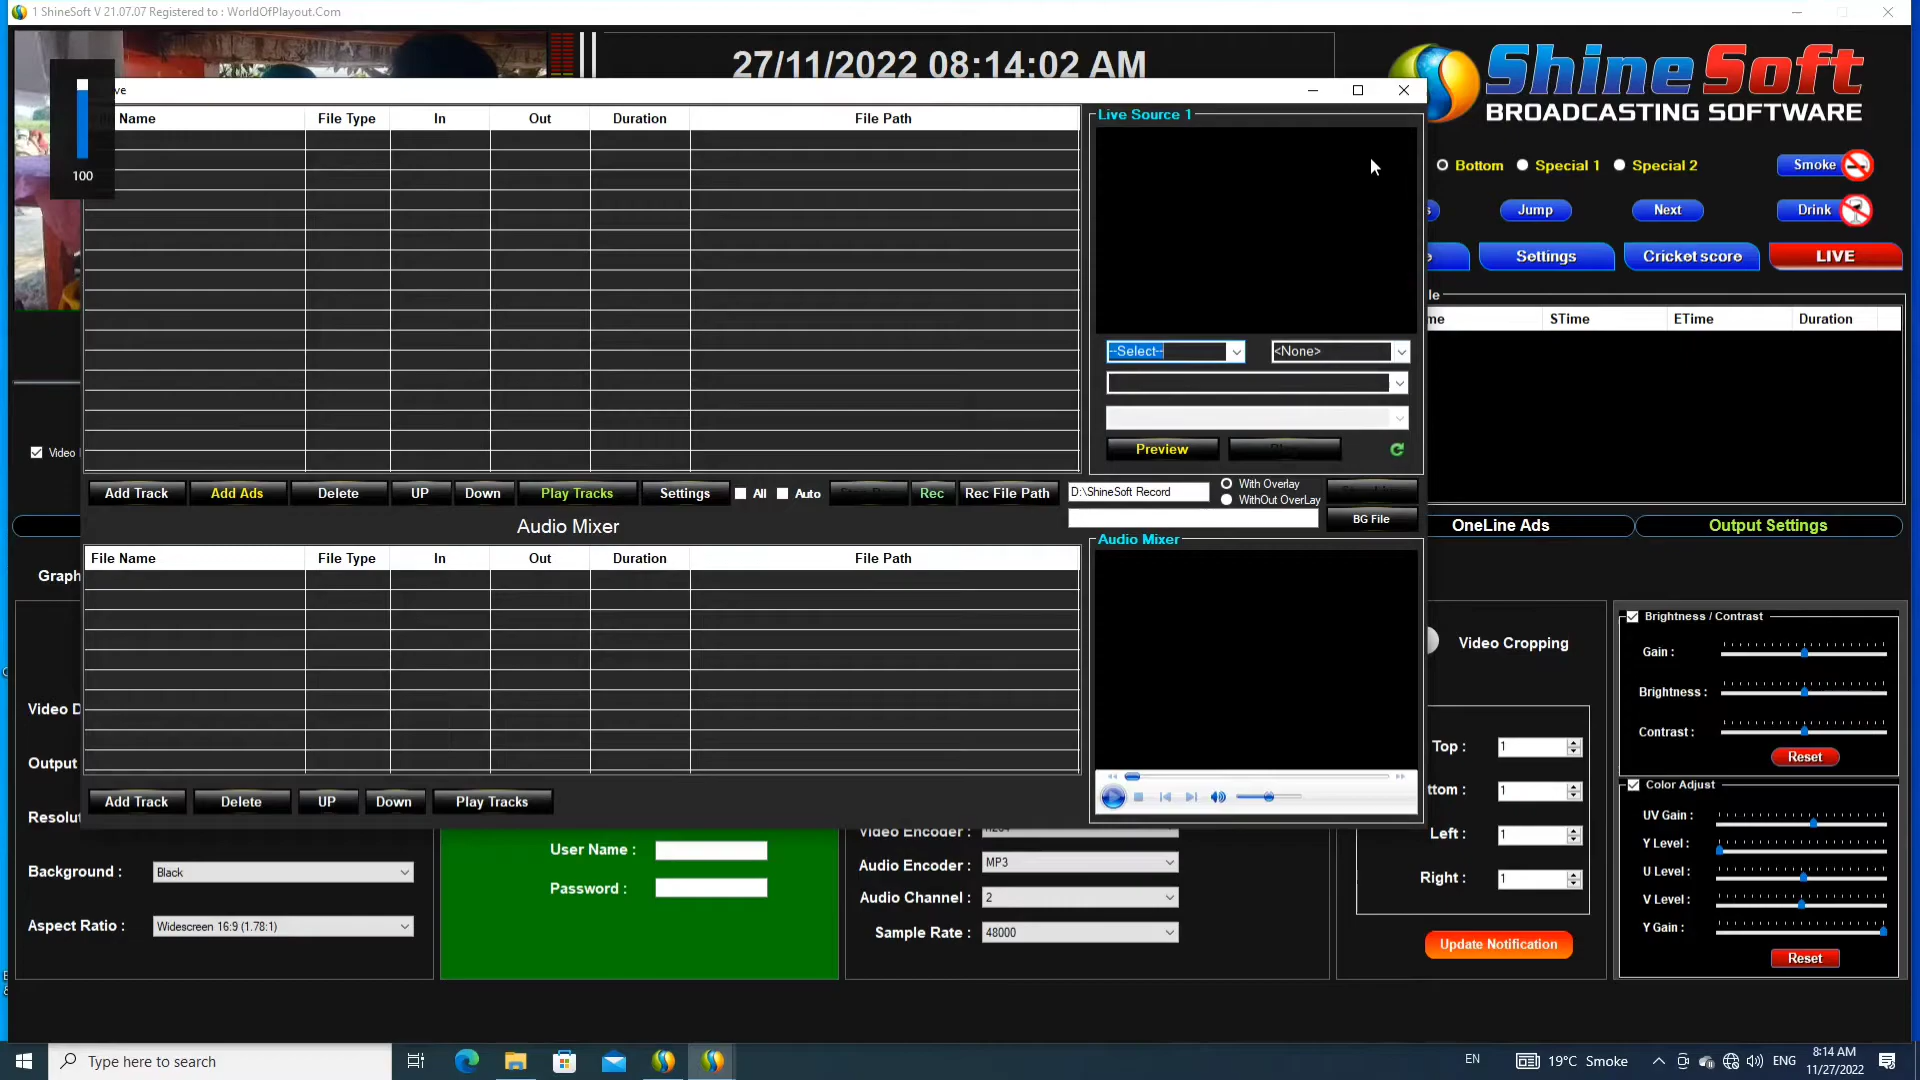 1 ShineSoft V 21.07.07 Registered to : WorldOfPlayout.Com
27/11/2022 08:14:02 AM
ShineSoft
BROADCASTING SOFTWARE
100
ve
Name File Type In Out Duration File Path
Live Source 1
Bottom Special 1 Special 2 Smoke
s Jump Next Drink
e Settings Cricket score LIVE
le
me STime ETime Duration
--Select-- <None>
Video
Preview
Add Track Add Ads Delete UP Down Play Tracks Settings All Auto Rec Rec File Path D:\ShineSoft Record
With Overlay
WithOut OverLay
BG File
Audio Mixer
OneLine Ads Output Settings
Audio Mixer
File Name File Type In Out Duration File Path
Graph
Brightness / Contrast
Video Cropping
Gain :
Brightness :
Contrast :
Reset
Video D
Output
Resolut
Top : 1
ttom : 1
Left : 1
Right : 1
Color Adjust
UV Gain :
Y Level :
U Level :
V Level :
Y Gain :
Reset
Add Track Delete UP Down Play Tracks
Background : Black
Aspect Ratio : Widescreen 16:9 (1.78:1)
User Name :
Password :
Video Encoder :
Audio Encoder : MP3
Audio Channel : 2
Sample Rate : 48000
Update Notification
Type here to search
EN
19°C Smoke
ENG
8:14 AM
11/27/2022